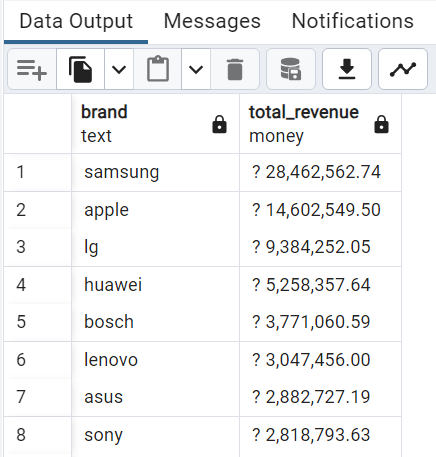 Data Output Messages Notifications
brand total_revenue
text money
1 samsung ? 28,462,562.74
2 apple ? 14,602,549.50
3 lg ? 9,384,252.05
4 huawei ? 5,258,357.64
5 bosch ? 3,771,060.59
6 lenovo ? 3,047,456.00
7 asus ? 2,882,727.19
8 sony ? 2,818,793.63